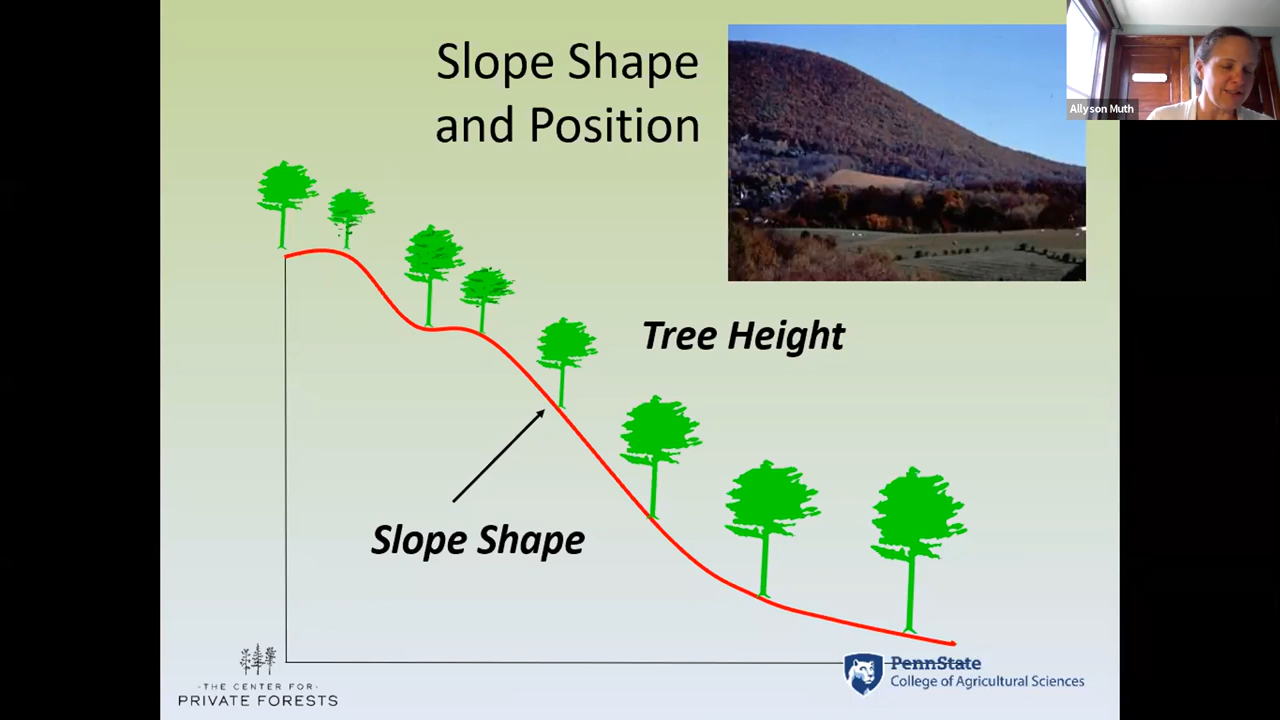 Slope Shape
and Position
Allyson Muth
Tree Height
Slope Shape
THE CENTER FOR
PRIVATE FORESTS
PennState
College of Agricultural Sciences